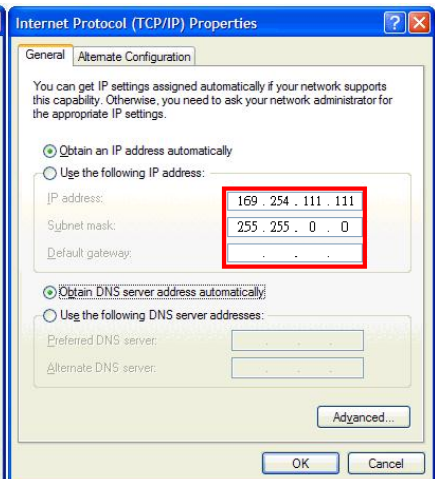 Internet Protocol (TCP/IP) Properties
General Alternate Configuration
You can get IP settings assigned automatically if your network supports
this capability. Otherwise, you need to ask your network administrator for
the appropriate IP settings.
Obtain an IP address automatically
Use the following IP address:
IP address: 169 . 254 . 111 . 111
Subnet mask: 255 . 255 . 0 . 0
Default gateway: . . .
Obtain DNS server address automatically
Use the following DNS server addresses:
Preferred DNS server: . . .
Alternate DNS server: . . .
Advanced...
OK Cancel